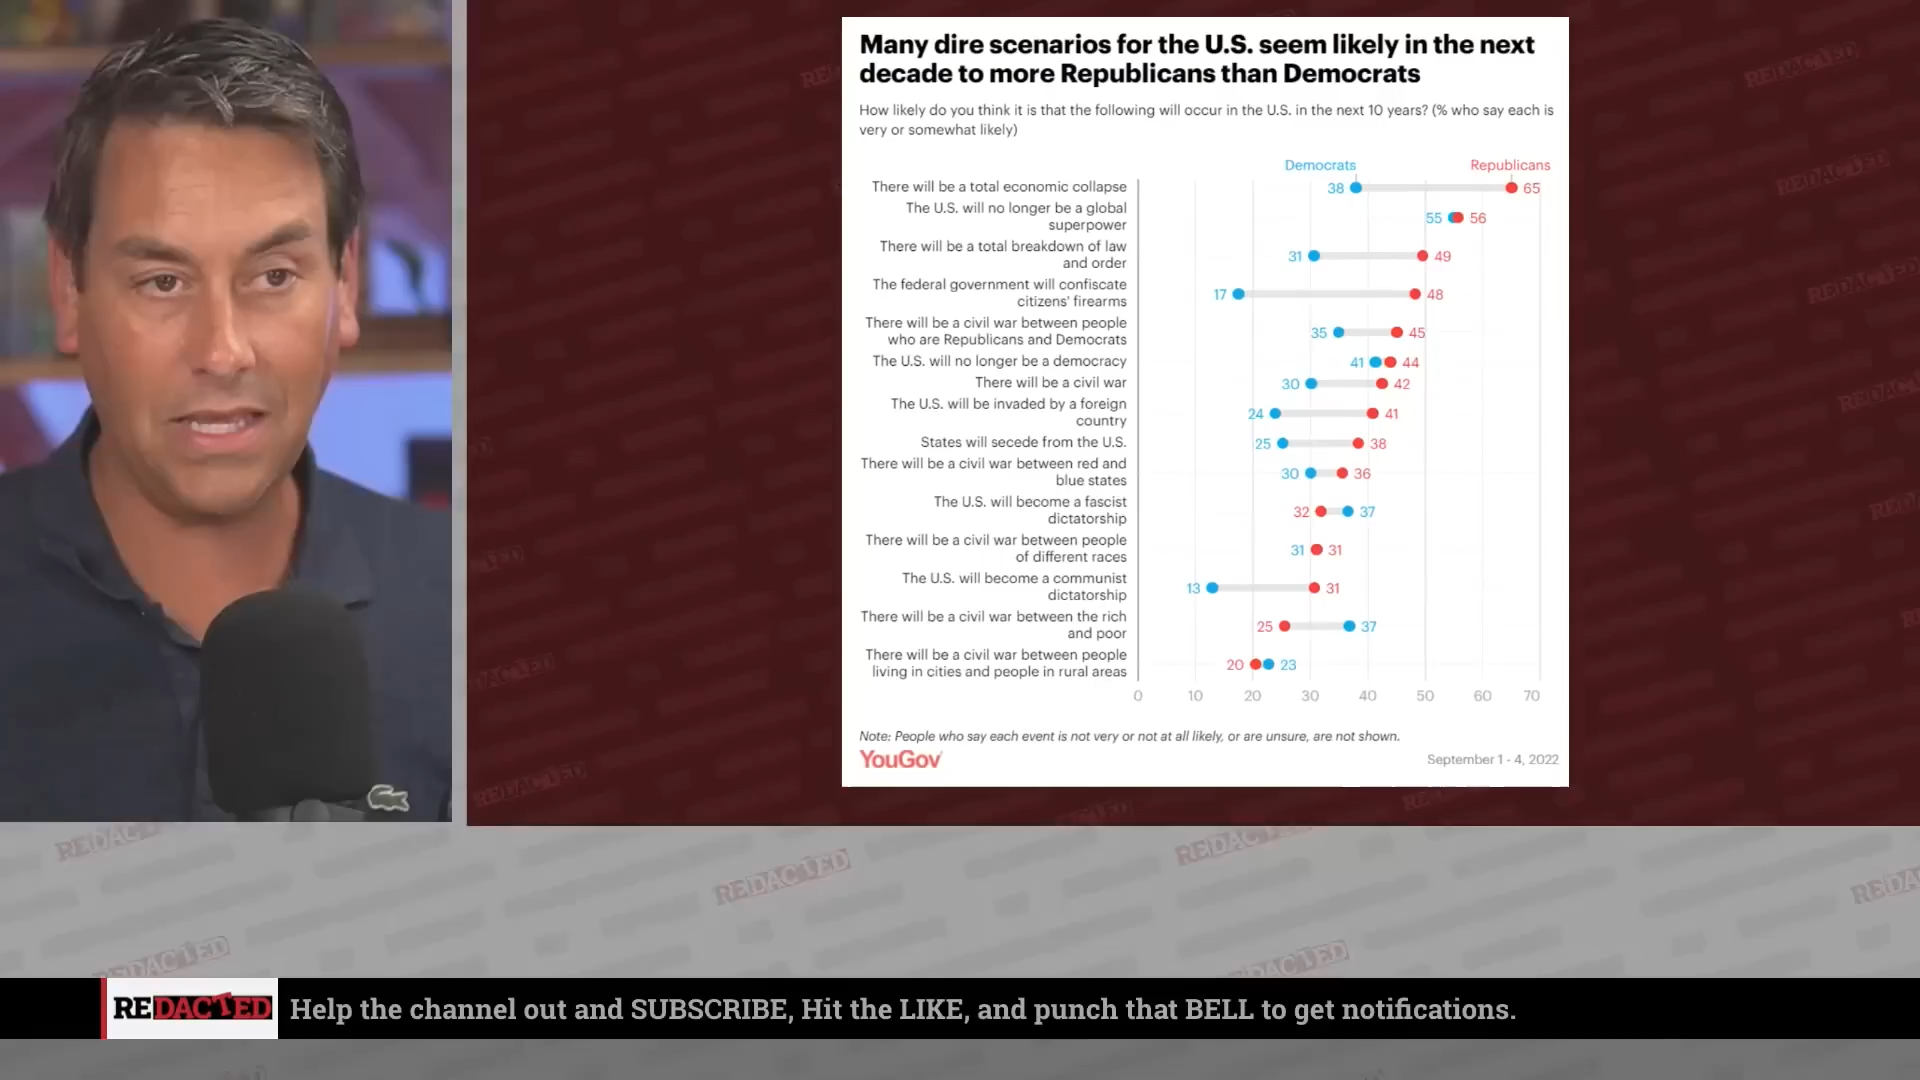 Many dire scenarios for the U.S. seem likely in the next
decade to more Republicans than Democrats
How likely do you think it is that the following will occur in the U.S. in the next 10 years? (% who say each is
very or somewhat likely)
Democrats Republicans
There will be a total economic collapse 38 65
The U.S. will no longer be a global
superpower 55 56
There will be a total breakdown of law
and order 31 49
The federal government will confiscate
citizens' firearms 17 48
There will be a civil war between people
who are Republicans and Democrats 35 45
The U.S. will no longer be a democracy 41 44
There will be a civil war 30 42
The U.S. will be invaded by a foreign
country 24 41
States will secede from the U.S. 25 38
There will be a civil war between red and
blue states 30 36
The U.S. will become a fascist
dictatorship 32 37
There will be a civil war between people
of different races 31 31
The U.S. will become a communist
dictatorship 13 31
There will be a civil war between the rich
and poor 25 37
There will be a civil war between people
living in cities and people in rural areas 20 23
0 10 20 30 40 50 60 70
Note: People who say each event is not very or not at all likely, or are unsure, are not shown.
YouGov September 1 - 4, 2022
REDACTED
REDACTED
REDACTED
REDACTED Help the channel out and SUBSCRIBE, Hit the LIKE, and punch that BELL to get notifications.